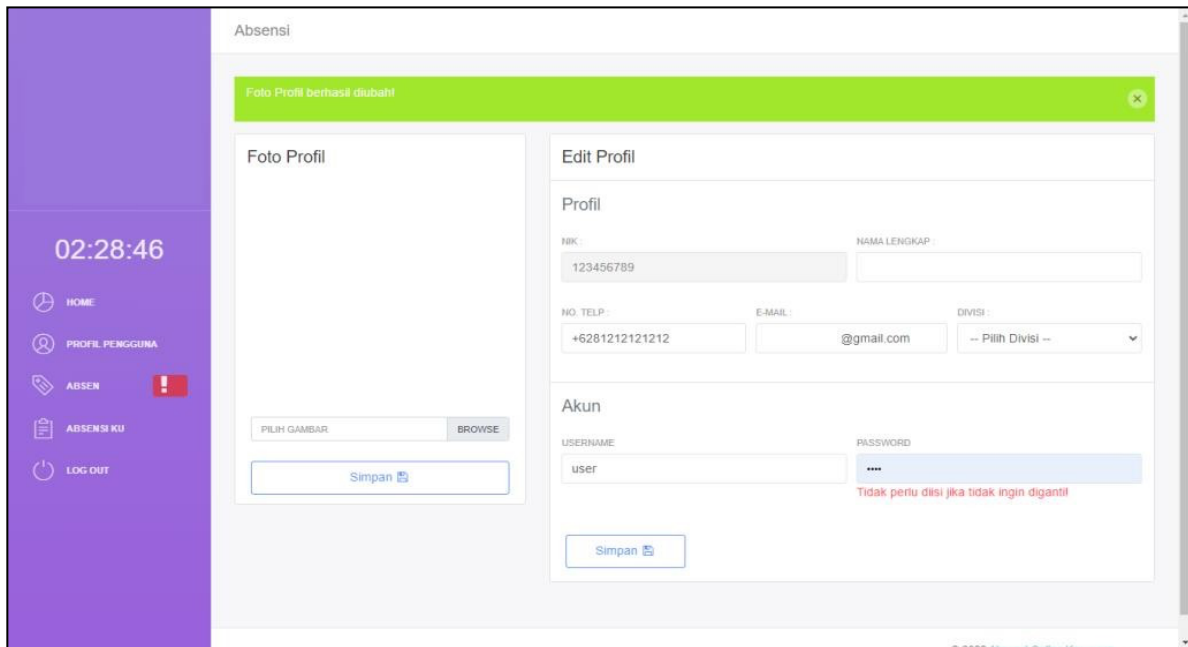 Absensi
Foto Profil berhasil diubah!
02:28:46
HOME
PROFIL PENGGUNA
ABSEN
ABSENSI KU
LOG OUT
Foto Profil
PILIH GAMBAR
BROWSE
Simpan
Edit Profil
Profil
NIK :
NAMA LENGKAP :
123456789
NO. TELP :
E-MAIL :
DIVISI :
+6281212121212
@gmail.com
-- Pilih Divisi --
Akun
USERNAME
PASSWORD
user
••••
Tidak perlu diisi jika tidak ingin diganti!
Simpan